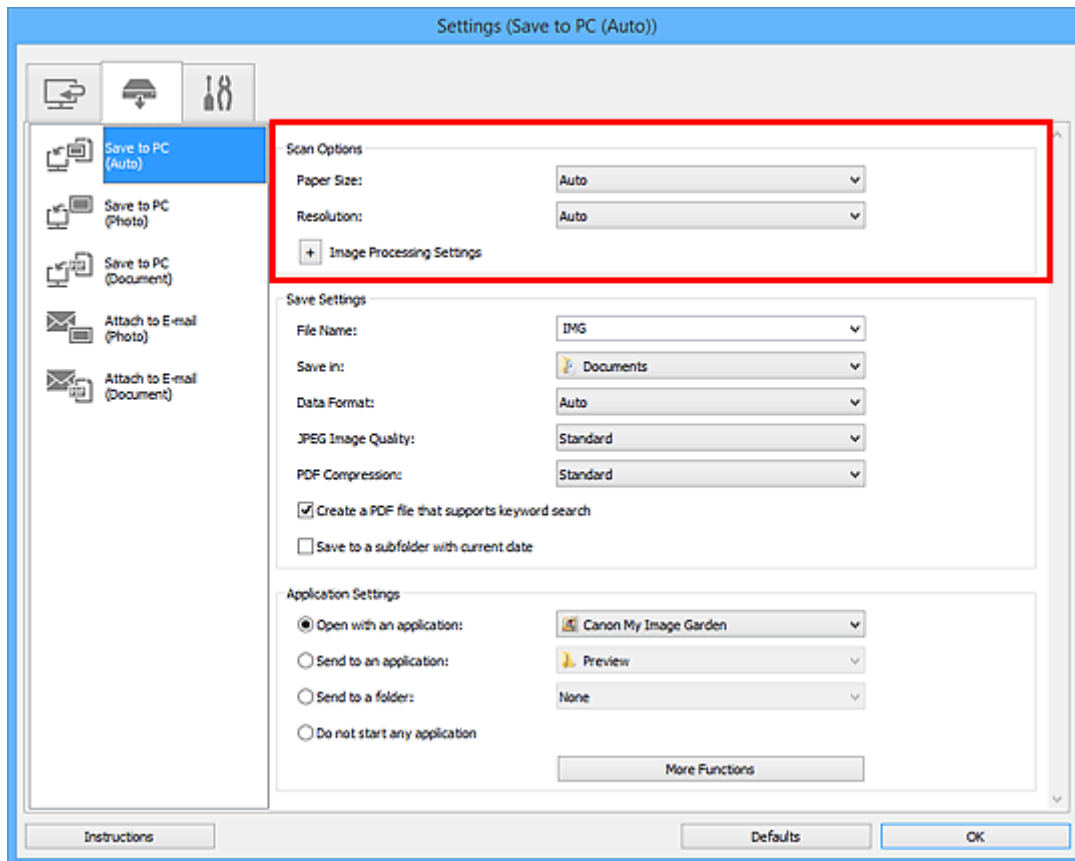 Settings (Save to PC (Auto))
Save to PC
(Auto)
Save to PC
(Photo)
Save to PC
(Document)
Attach to E-mail
(Photo)
Attach to E-mail
(Document)
Scan Options
Paper Size: Auto
Resolution: Auto
+ Image Processing Settings
Save Settings
File Name: IMG
Save in: Documents
Data Format: Auto
JPEG Image Quality: Standard
PDF Compression: Standard
Create a PDF file that supports keyword search
Save to a subfolder with current date
Application Settings
Open with an application: Canon My Image Garden
Send to an application: Preview
Send to a folder: None
Do not start any application
More Functions
Instructions Defaults OK